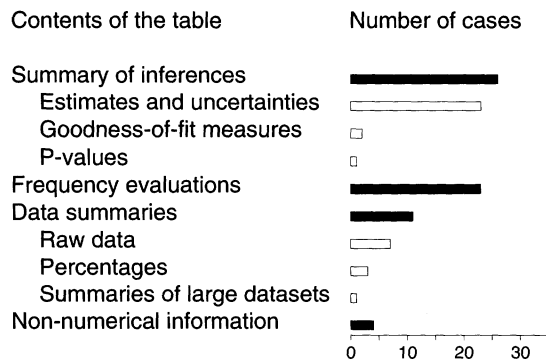 Contents of the table Number of cases
Summary of inferences
Estimates and uncertainties
Goodness-of-fit measures
P-values
Frequency evaluations
Data summaries
Raw data
Percentages
Summaries of large datasets
Non-numerical information
0 10 20 30